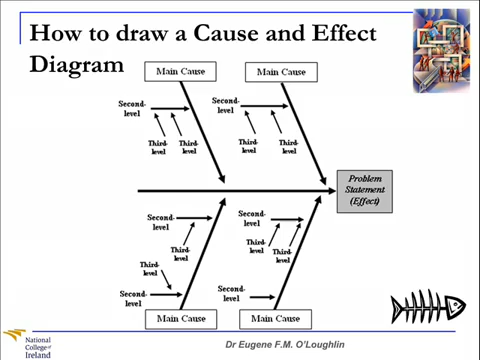 How to draw a Cause and Effect
Diagram
Main Cause
Main Cause
Second-
level
Second-
level
Third-
level
Third-
level
Third-
level
Third-
level
Problem
Statement
(Effect)
Second-
level
Second-
level
Third-
level
Third-
level
Third-
level
Third-
level
Second-
level
Second-
level
Main Cause
Main Cause
National
College of
Ireland
Dr Eugene F.M. O'Loughlin